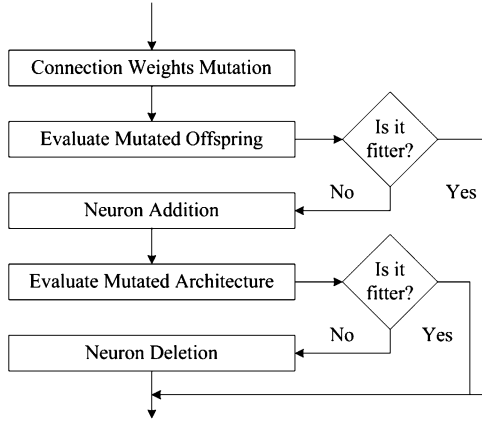 Connection Weights Mutation
Evaluate Mutated Offspring
Is it
fitter?
No
Yes
Neuron Addition
Evaluate Mutated Architecture
Is it
fitter?
No
Yes
Neuron Deletion